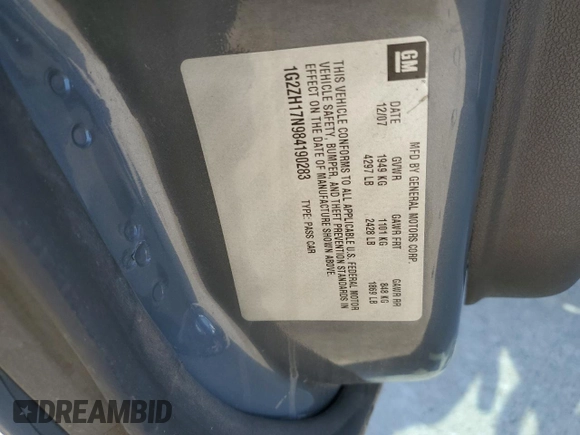 GM
MFD BY GENERAL MOTORS CORP.
DATE GVWR GAWR FRT GAWR RR
12/07 1949 KG 1101 KG 848 KG
4297 LB 2428 LB 1869 LB
THIS VEHICLE CONFORMS TO ALL APPLICABLE U.S. FEDERAL MOTOR
VEHICLE SAFETY, BUMPER, AND THEFT PREVENTION STANDARDS IN
EFFECT ON THE DATE OF MANUFACTURE SHOWN ABOVE.
1G2ZH17N984190283 TYPE: PASS CAR
DREAMBID